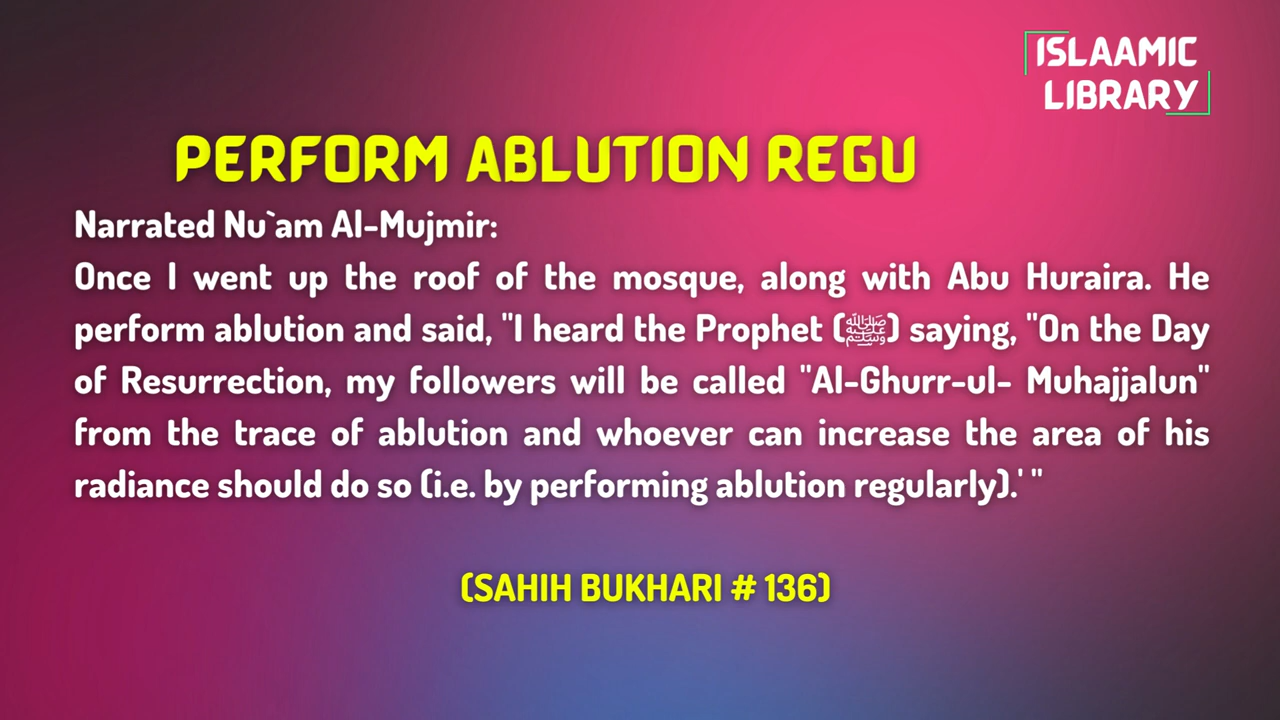 ISLAAMIC
LIBRARY
PERFORM ABLUTION REGU
Narrated Nu`am Al-Mujmir:
Once I went up the roof of the mosque, along with Abu Huraira. He
perform ablution and said, "I heard the Prophet (ﷺ) saying, "On the Day
of Resurrection, my followers will be called "Al-Ghurr-ul- Muhajjalun"
from the trace of ablution and whoever can increase the area of his
radiance should do so (i.e. by performing ablution regularly).' "
(SAHIH BUKHARI # 136)